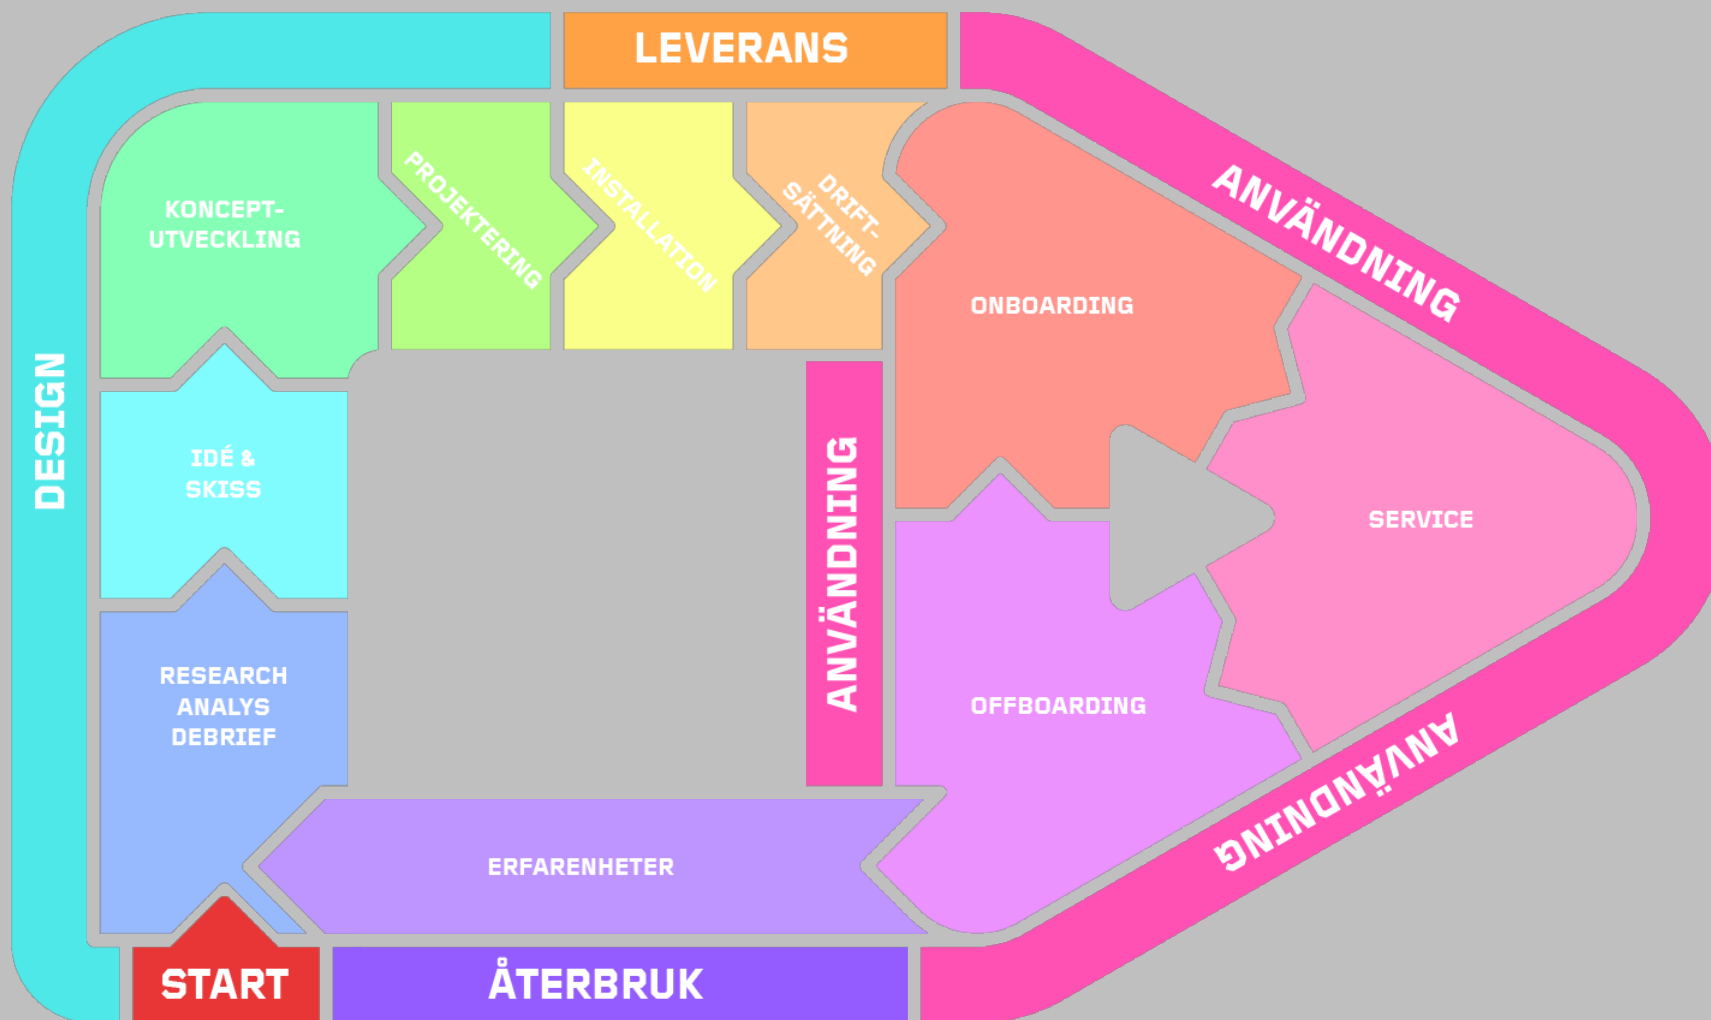 LEVERANS
ANVÄNDNING
KONCEPT-
UTVECKLING
PROJEKTERING
INSTALLATION
DRIFT-
SÄTTNING
ONBOARDING
DESIGN
IDÉ &
SKISS
ANVÄNDNING
SERVICE
RESEARCH
ANALYS
DEBRIEF
OFFBOARDING
ANVÄNDNING
ERFARENHETER
START
ÅTERBRUK